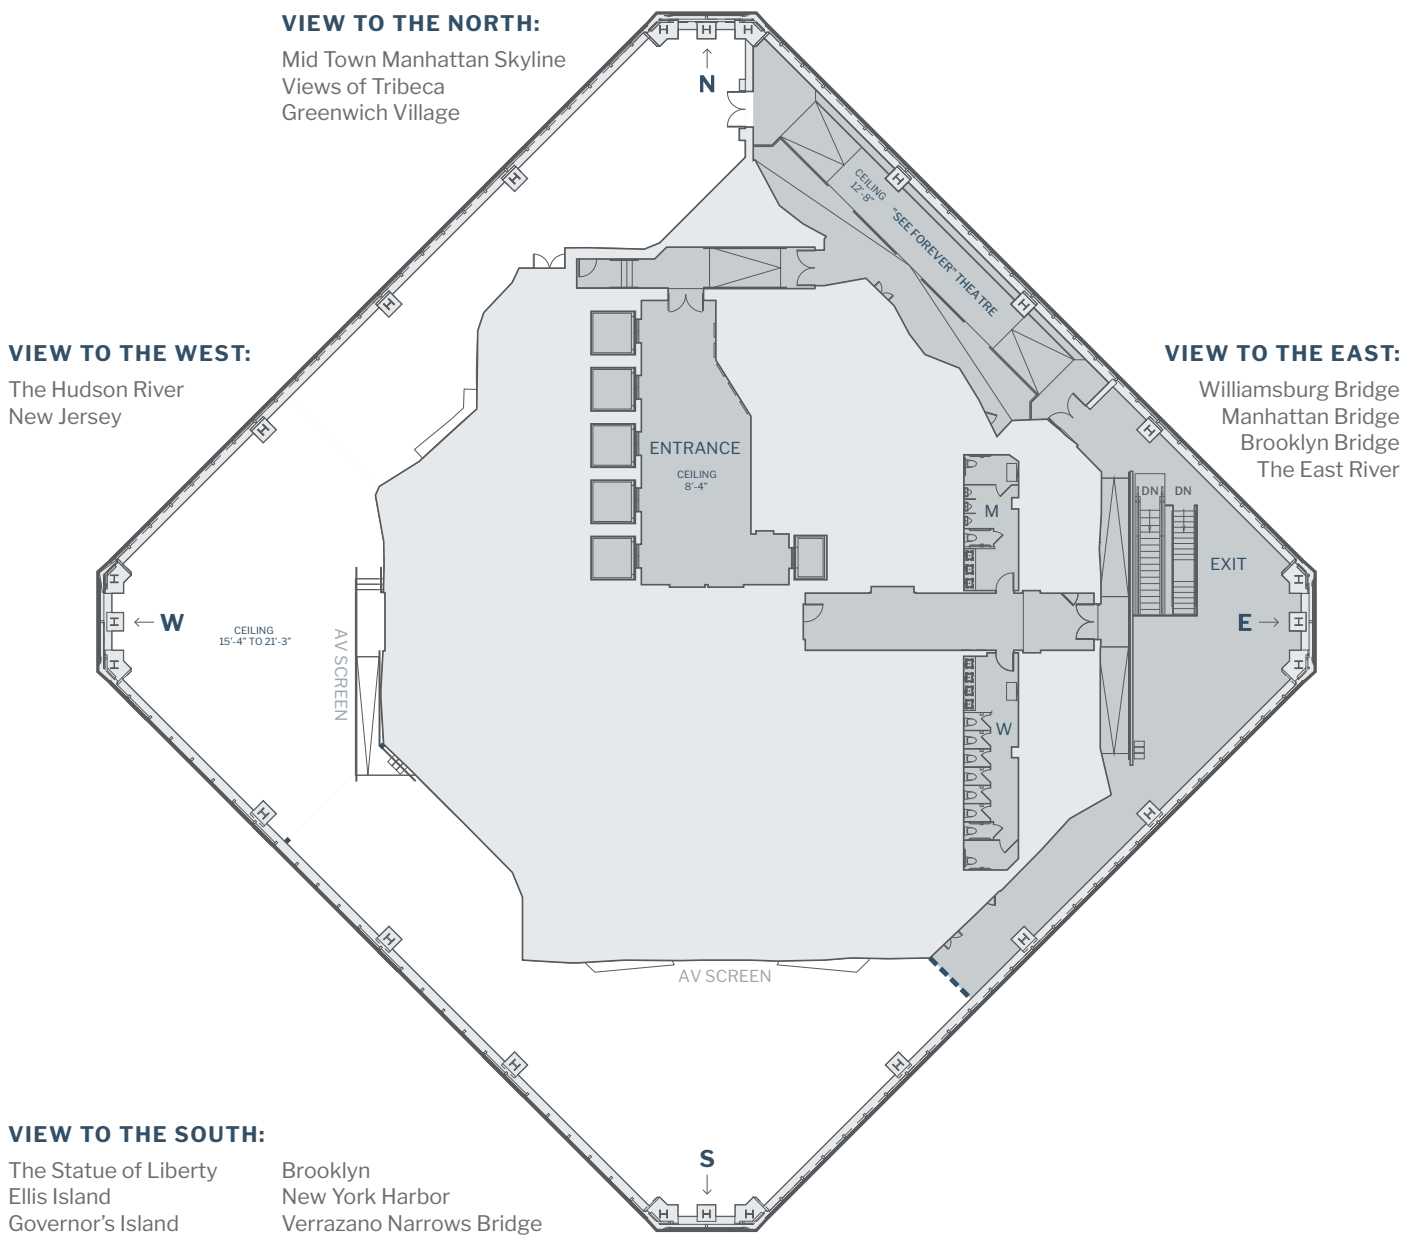 VIEW TO THE NORTH:
Mid Town Manhattan Skyline
Views of Tribeca
Greenwich Village
N
CEILING
12'-8"
"SEE FOREVER" THEATRE
VIEW TO THE WEST:
The Hudson River
New Jersey
VIEW TO THE EAST:
Williamsburg Bridge
Manhattan Bridge
Brooklyn Bridge
The East River
ENTRANCE
CEILING
8'-4"
M
DN
DN
EXIT
W
CEILING
15'-4" TO 21'-3"
AV SCREEN
E
W
AV SCREEN
VIEW TO THE SOUTH:
The Statue of Liberty
Ellis Island
Governor's Island
Brooklyn
New York Harbor
Verrazano Narrows Bridge
S